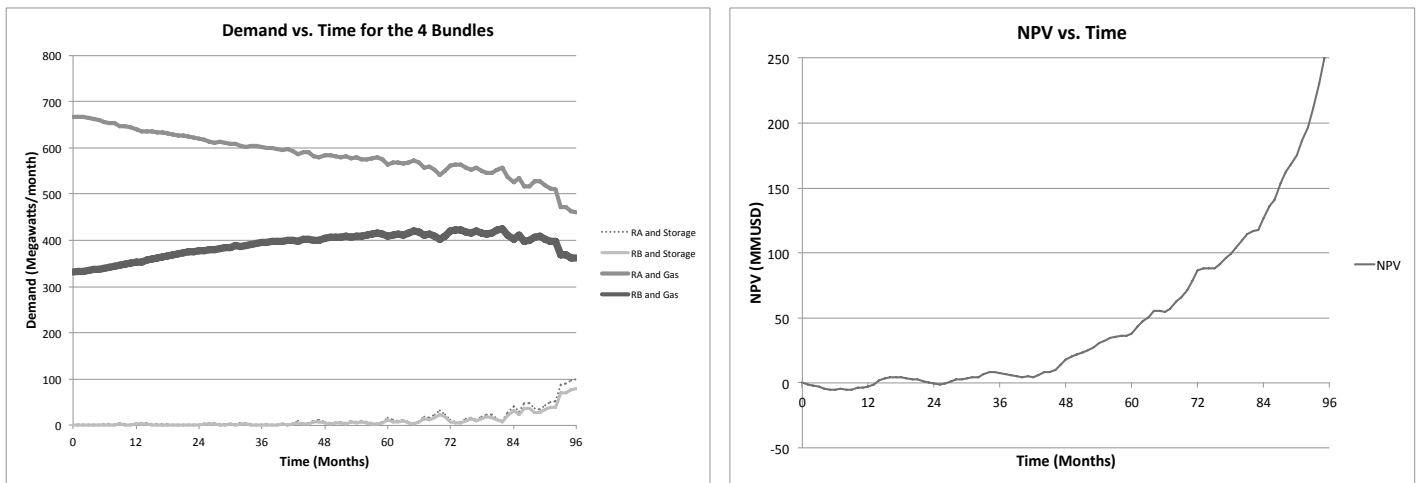 Demand vs. Time for the 4 Bundles
800
700
600
500
400
300
200
100
0
Demand (Megawatts/month)
0 12 24 36 48 60 72 84 96
Time (Months)
RA and Storage
RB and Storage
RA and Gas
RB and Gas
NPV vs. Time
250
200
150
100
50
0
-50
NPV (MMUSD)
0 12 24 36 48 60 72 84 96
Time (Months)
NPV